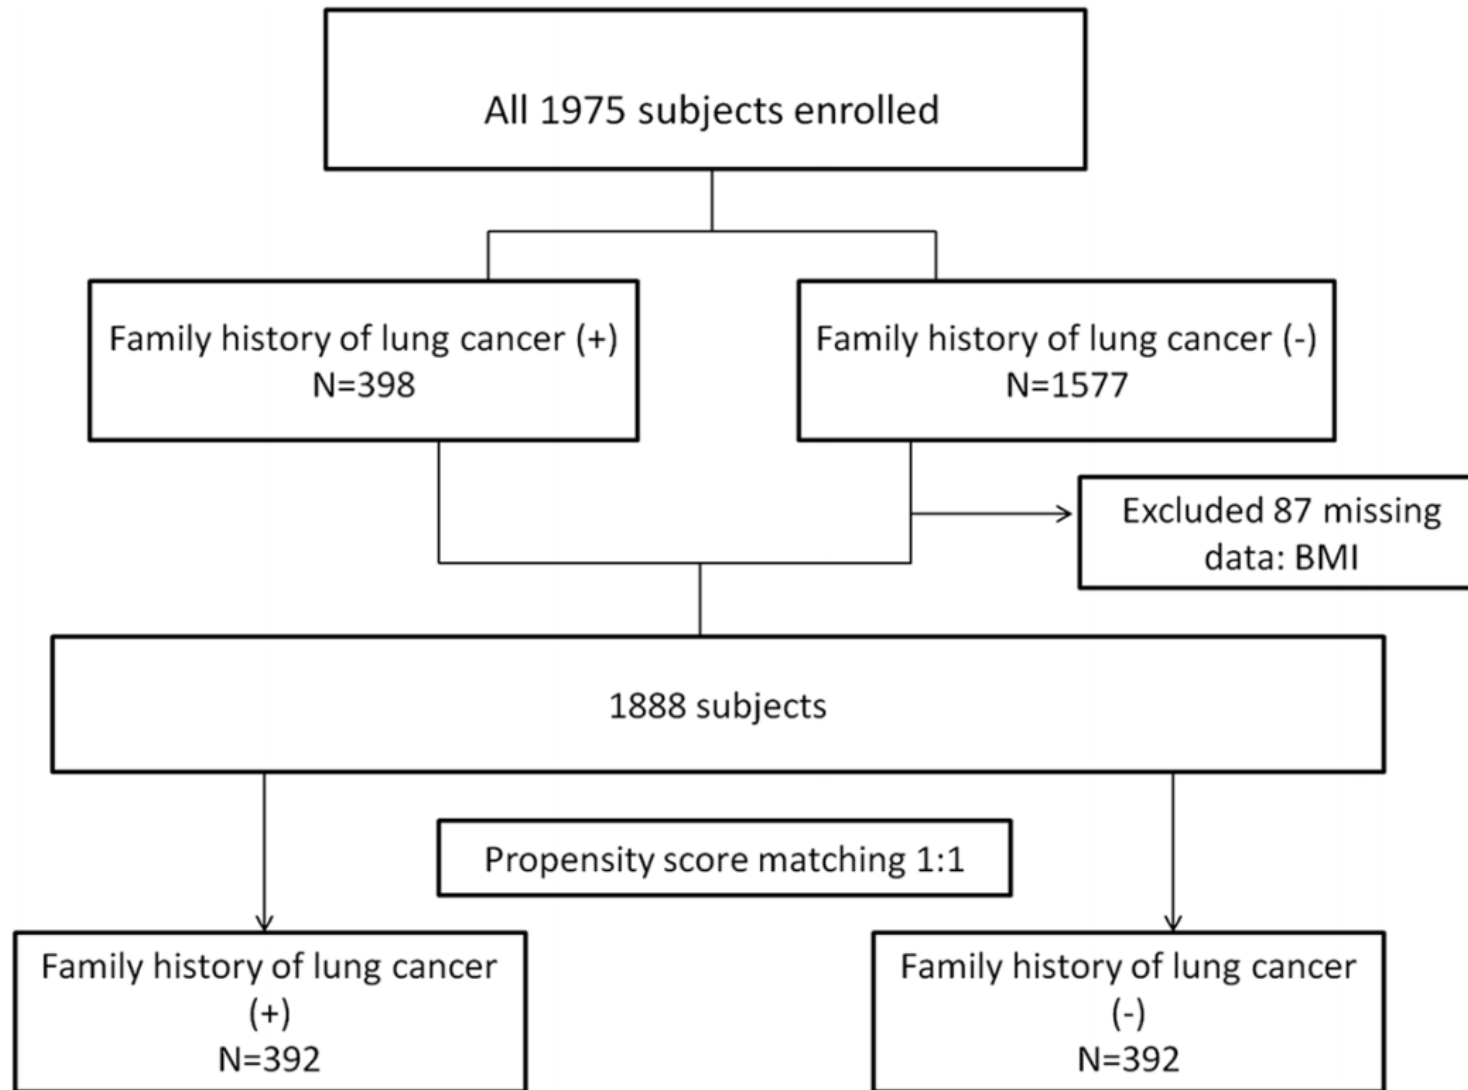 All 1975 subjects enrolled
Family history of lung cancer (+)
N=398
Family history of lung cancer (-)
N=1577
Excluded 87 missing
data: BMI
1888 subjects
Propensity score matching 1:1
Family history of lung cancer
(+)
N=392
Family history of lung cancer
(-)
N=392